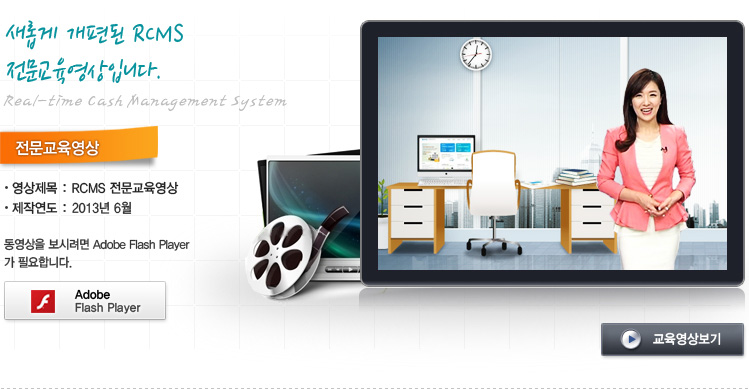 새롭게 개편된 RCMS
전문교육영상입니다.
Real-time Cash Management System
전문교육영상
· 영상제목 : RCMS 전문교육영상
· 제작연도 : 2013년 6월
동영상을 보시려면 Adobe Flash Player
가 필요합니다.
Adobe
Flash Player
교육영상보기